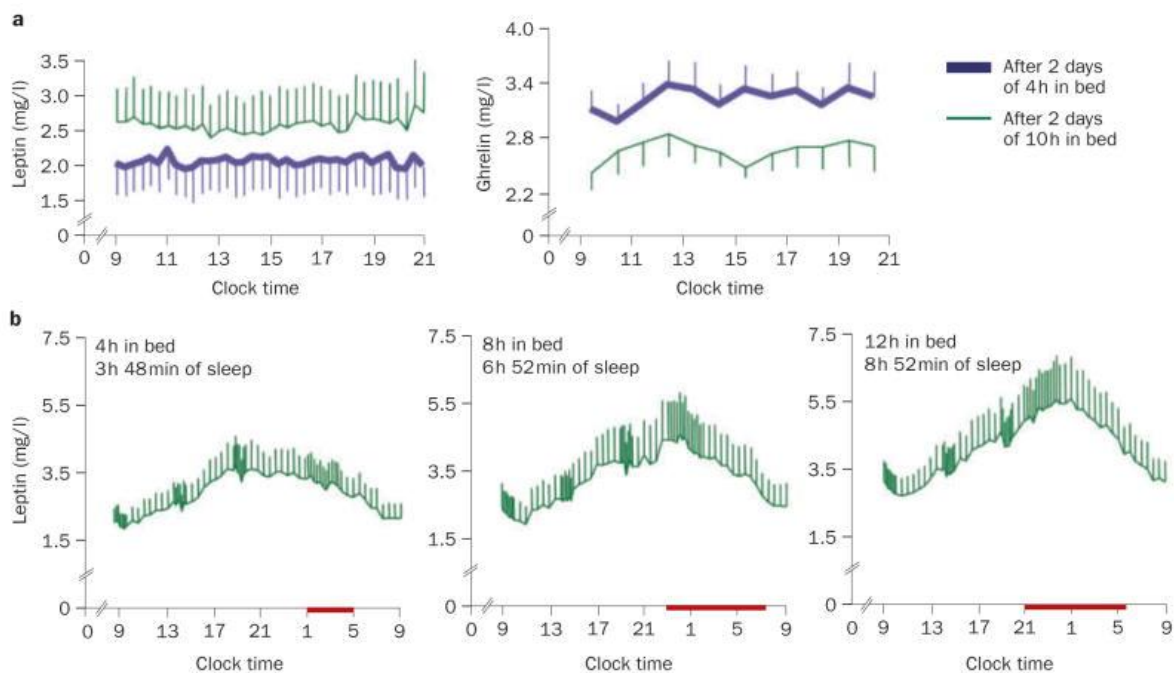 a
Leptin (mg/l)
3.5
3.0
2.5
2.0
1.5
0
0 9 11 13 15 17 19 21
Clock time
Ghrelin (mg/l)
4.0
3.4
2.8
2.2
0
0 9 11 13 15 17 19 21
Clock time
After 2 days
of 4h in bed
After 2 days
of 10h in bed
b
Leptin (mg/l)
7.5
5.5
3.5
1.5
0
4h in bed
3h 48min of sleep
0 9 13 17 21 1 5 9
Clock time
7.5
5.5
3.5
1.5
0
8h in bed
6h 52min of sleep
0 9 13 17 21 1 5 9
Clock time
7.5
5.5
3.5
1.5
0
12h in bed
8h 52min of sleep
0 9 13 17 21 1 5 9
Clock time